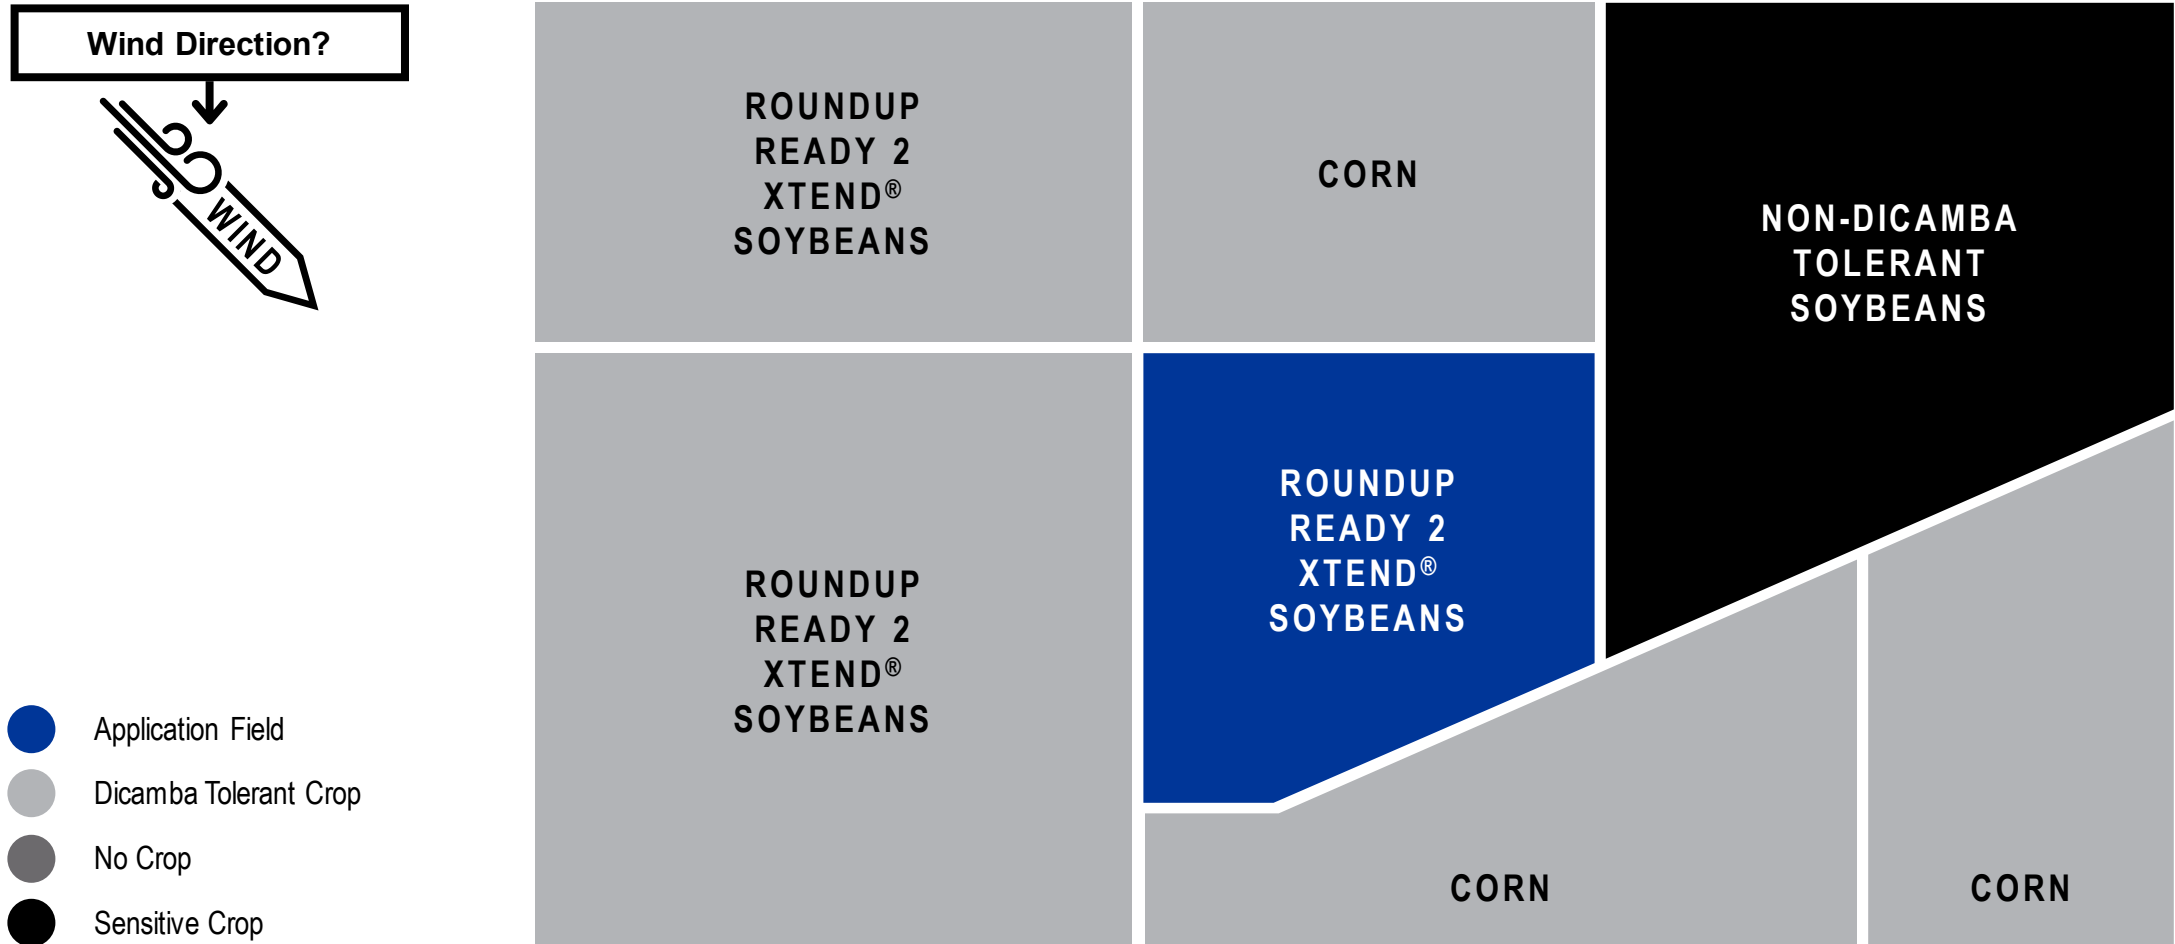 Wind Direction?
WIND
ROUNDUP
READY 2
XTEND®
SOYBEANS
CORN
NON-DICAMBA
TOLERANT
SOYBEANS
ROUNDUP
READY 2
XTEND®
SOYBEANS
ROUNDUP
READY 2
XTEND®
SOYBEANS
CORN
CORN
Application Field
Dicamba Tolerant Crop
No Crop
Sensitive Crop